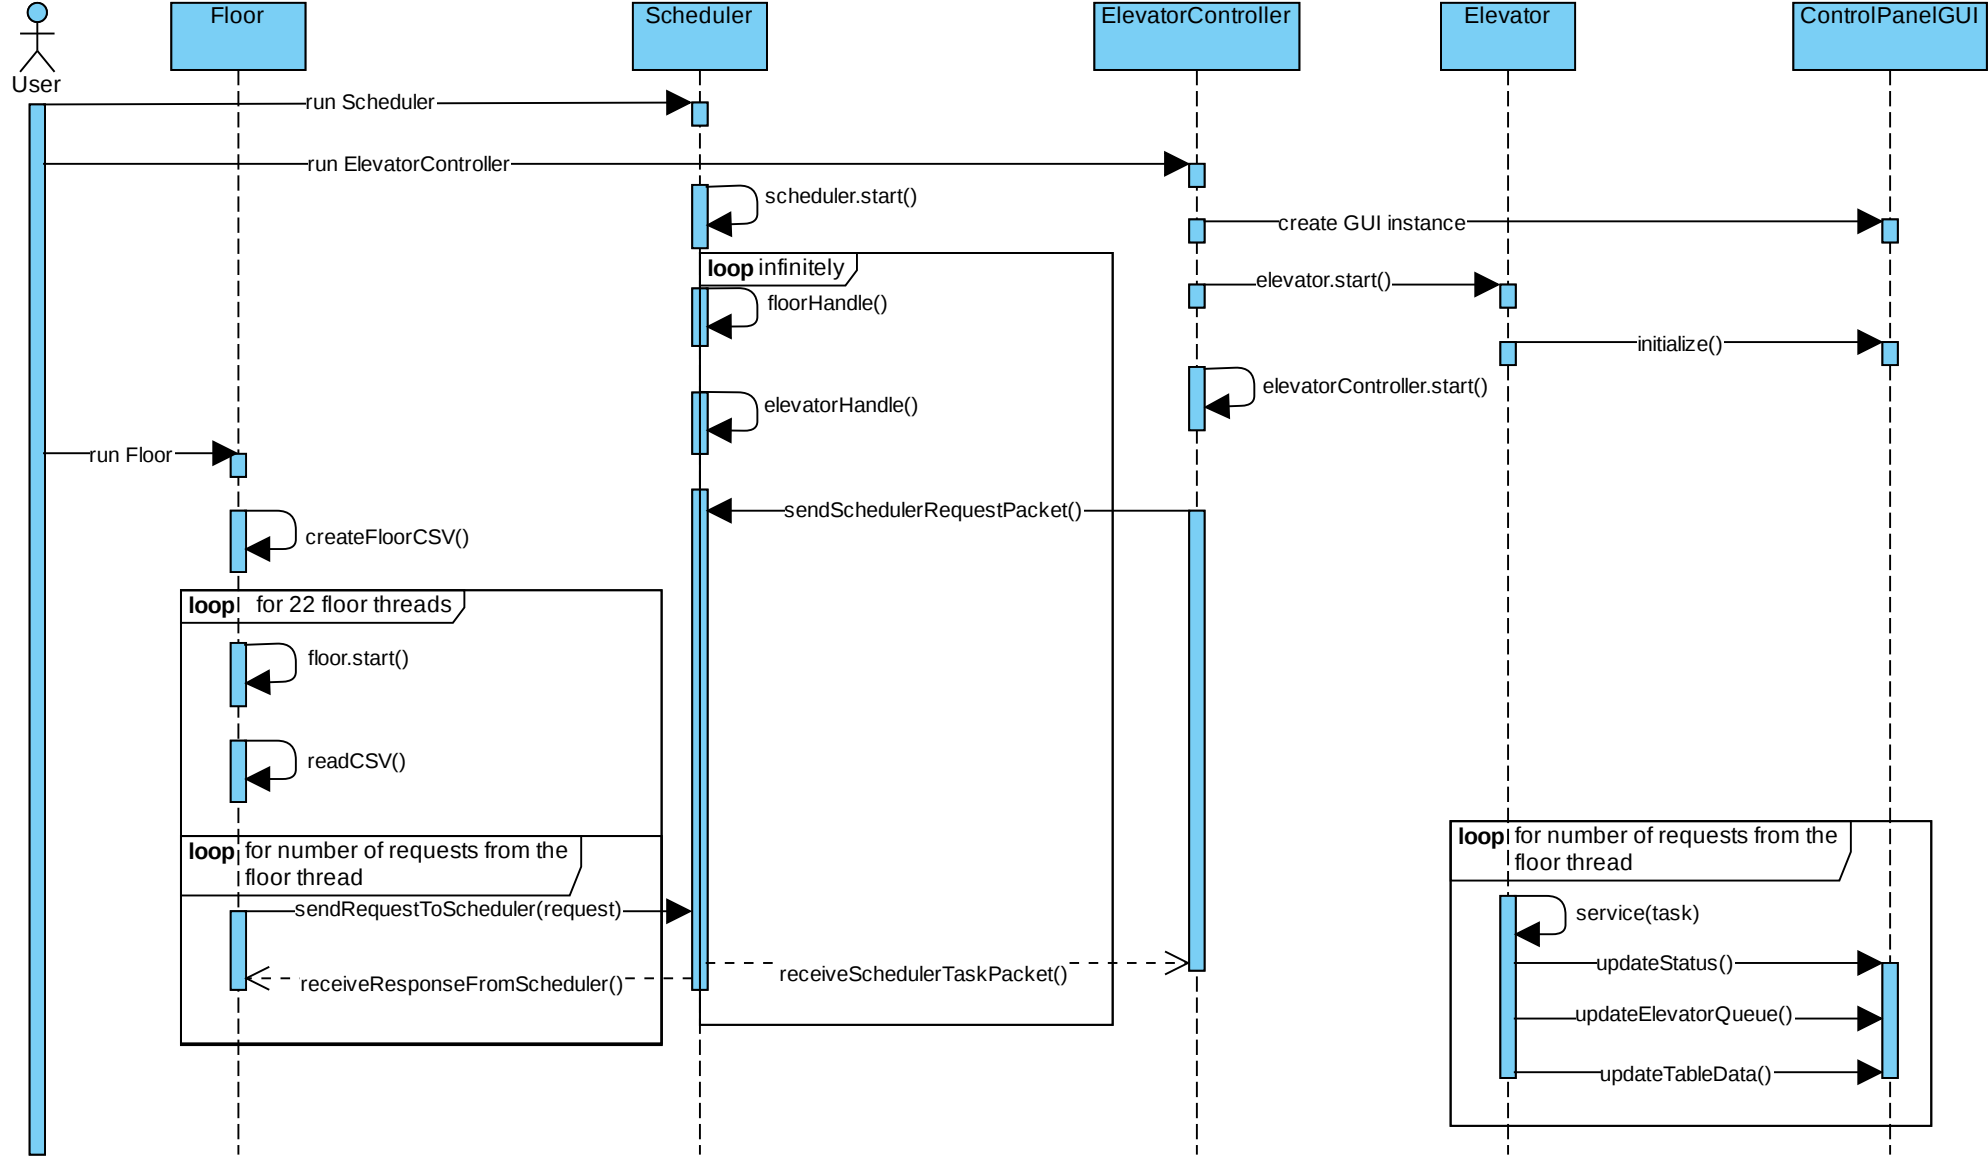 Floor
Scheduler
ElevatorController
Elevator
ControlPanelGUI
User
run Scheduler
run ElevatorController
scheduler.start()
create GUI instance
loop infinitely
elevator.start()
floorHandle()
initialize()
elevatorController.start()
elevatorHandle()
run Floor
sendSchedulerRequestPacket()
createFloorCSV()
loop for 22 floor threads
floor.start()
readCSV()
loop for number of requests from the
floor thread
loop for number of requests from the
floor thread
sendRequestToScheduler(request)
service(task)
updateStatus()
receiveSchedulerTaskPacket()
receiveResponseFromScheduler()
updateElevatorQueue()
updateTableData()